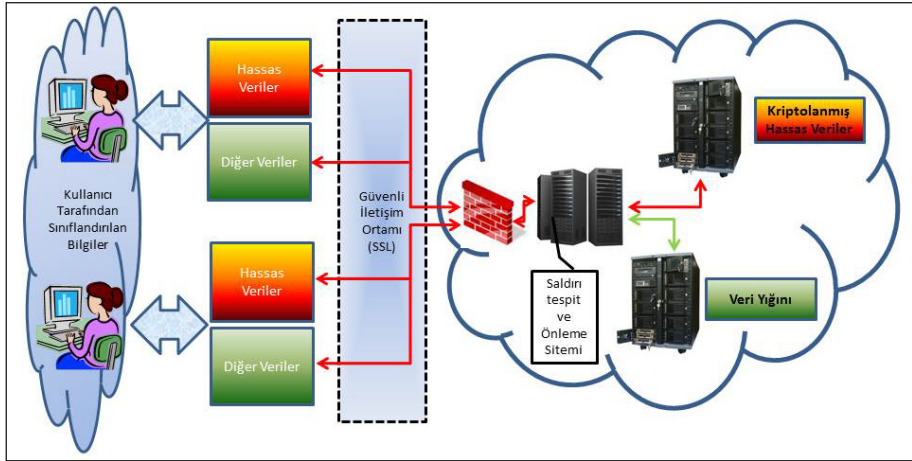 Hassas
Veriler
Diğer Veriler
Kullanıcı
Tarafından
Sınıflandırılan
Bilgiler
Hassas
Veriler
Diğer Veriler
Güvenli
İletişim
Ortamı
(SSL)
Saldırı
tespit
ve
Önleme
Sitemi
Kriptolanmış
Hassas Veriler
Veri Yığını